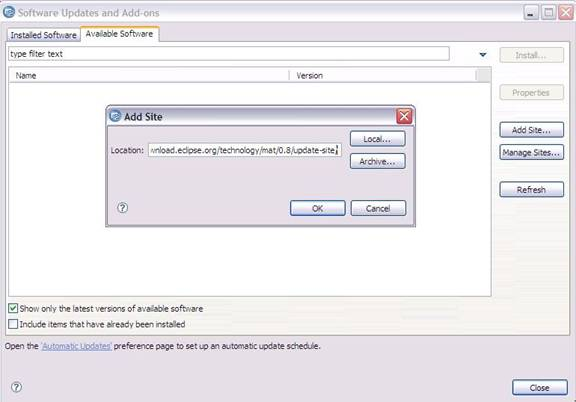 Software Updates and Add-ons
Installed Software
Available Software
type filter text
Install...
Name
Version
Properties
Add Site
Location:
wnload.eclipse.org/technology/mat/0.8/update-site/
Local...
Archive...
Add Site...
Manage Sites...
Refresh
OK
Cancel
Show only the latest versions of available software
Include items that have already been installed
Open the 'Automatic Updates' preference page to set up an automatic update schedule.
Close